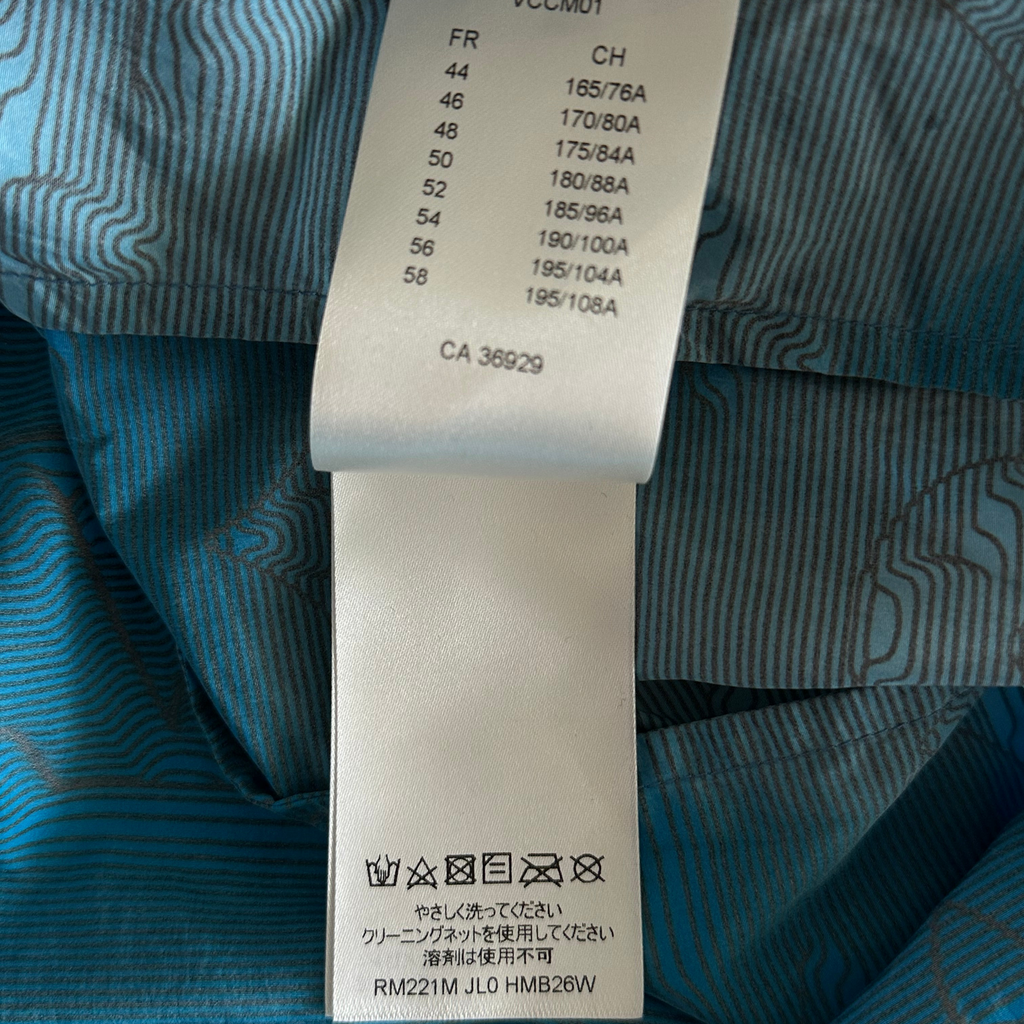 VCCM01
FR CH
44 165/76A
46 170/80A
48 175/84A
50 180/88A
52 185/96A
54 190/100A
56 195/104A
58 195/108A
CA 36929
やさしく洗ってください
クリーニングネットを使用してください
溶剤は使用不可
RM221M JL0 HMB26W